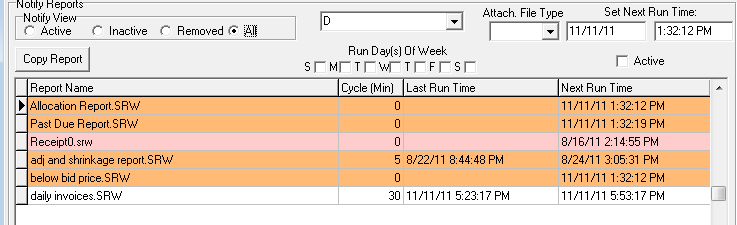 Notify Reports
Notify View
Active Inactive Removed All
D
Attach. File Type
Set Next Run Time:
11/11/11 1:32:12 PM
Copy Report
Run Day(s) Of Week
S M T W T F S
Active
Report Name Cycle (Min) Last Run Time Next Run Time
Allocation Report.SRW 0 11/11/11 1:32:12 PM
Past Due Report.SRW 0 11/11/11 1:32:19 PM
Receipt0.srw 0 8/16/11 2:14:55 PM
adj and shrinkage report.SRW 5 8/22/11 8:44:48 PM 8/24/11 3:05:31 PM
below bid price.SRW 0 11/11/11 1:32:12 PM
daily invoices.SRW 30 11/11/11 5:23:17 PM 11/11/11 5:53:17 PM